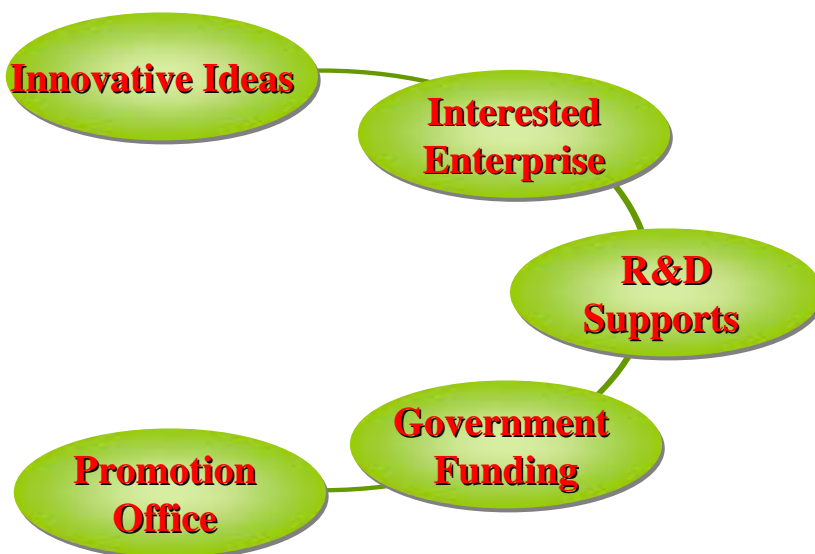 Innovative Ideas
Interested
Enterprise
R&D
Supports
Government
Funding
Promotion
Office